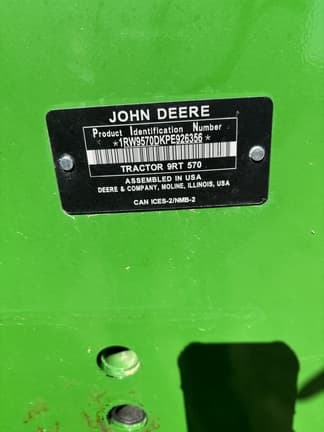 JOHN DEERE
Product Identification Number
*1RW9570DKPE926356*
TRACTOR 9RT 570
ASSEMBLED IN USA
DEERE & COMPANY, MOLINE, ILLINOIS, USA
CAN ICES-2/NMB-2